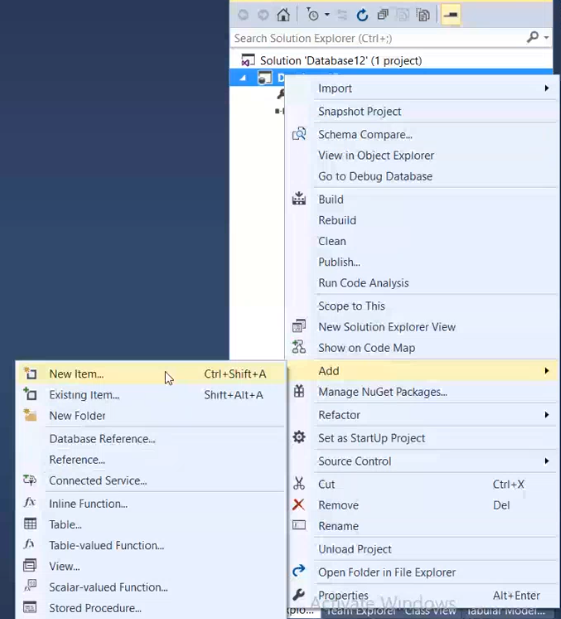 Search Solution Explorer (Ctrl+;)
Solution 'Database12' (1 project)
Import
Snapshot Project
Schema Compare...
View in Object Explorer
Go to Debug Database
Build
Rebuild
Clean
Publish...
Run Code Analysis
Scope to This
New Solution Explorer View
Show on Code Map
Add
Manage NuGet Packages...
Refactor
Set as StartUp Project
Source Control
Cut Ctrl+X
Remove Del
Rename
Unload Project
Open Folder in File Explorer
Properties Alt+Enter
New Item... Ctrl+Shift+A
Existing Item... Shift+Alt+A
New Folder
Database Reference...
Reference...
Connected Service...
Inline Function...
Table...
Table-valued Function...
View...
Scalar-valued Function...
Stored Procedure...
Activate Windows
Team Explorer Class View Tabular Model...